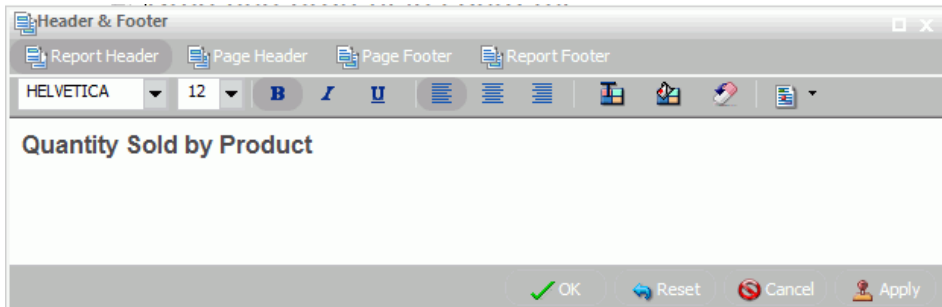 Header & Footer
Report Header Page Header Page Footer Report Footer
HELVETICA 12 B I U
Quantity Sold by Product
OK Reset Cancel Apply